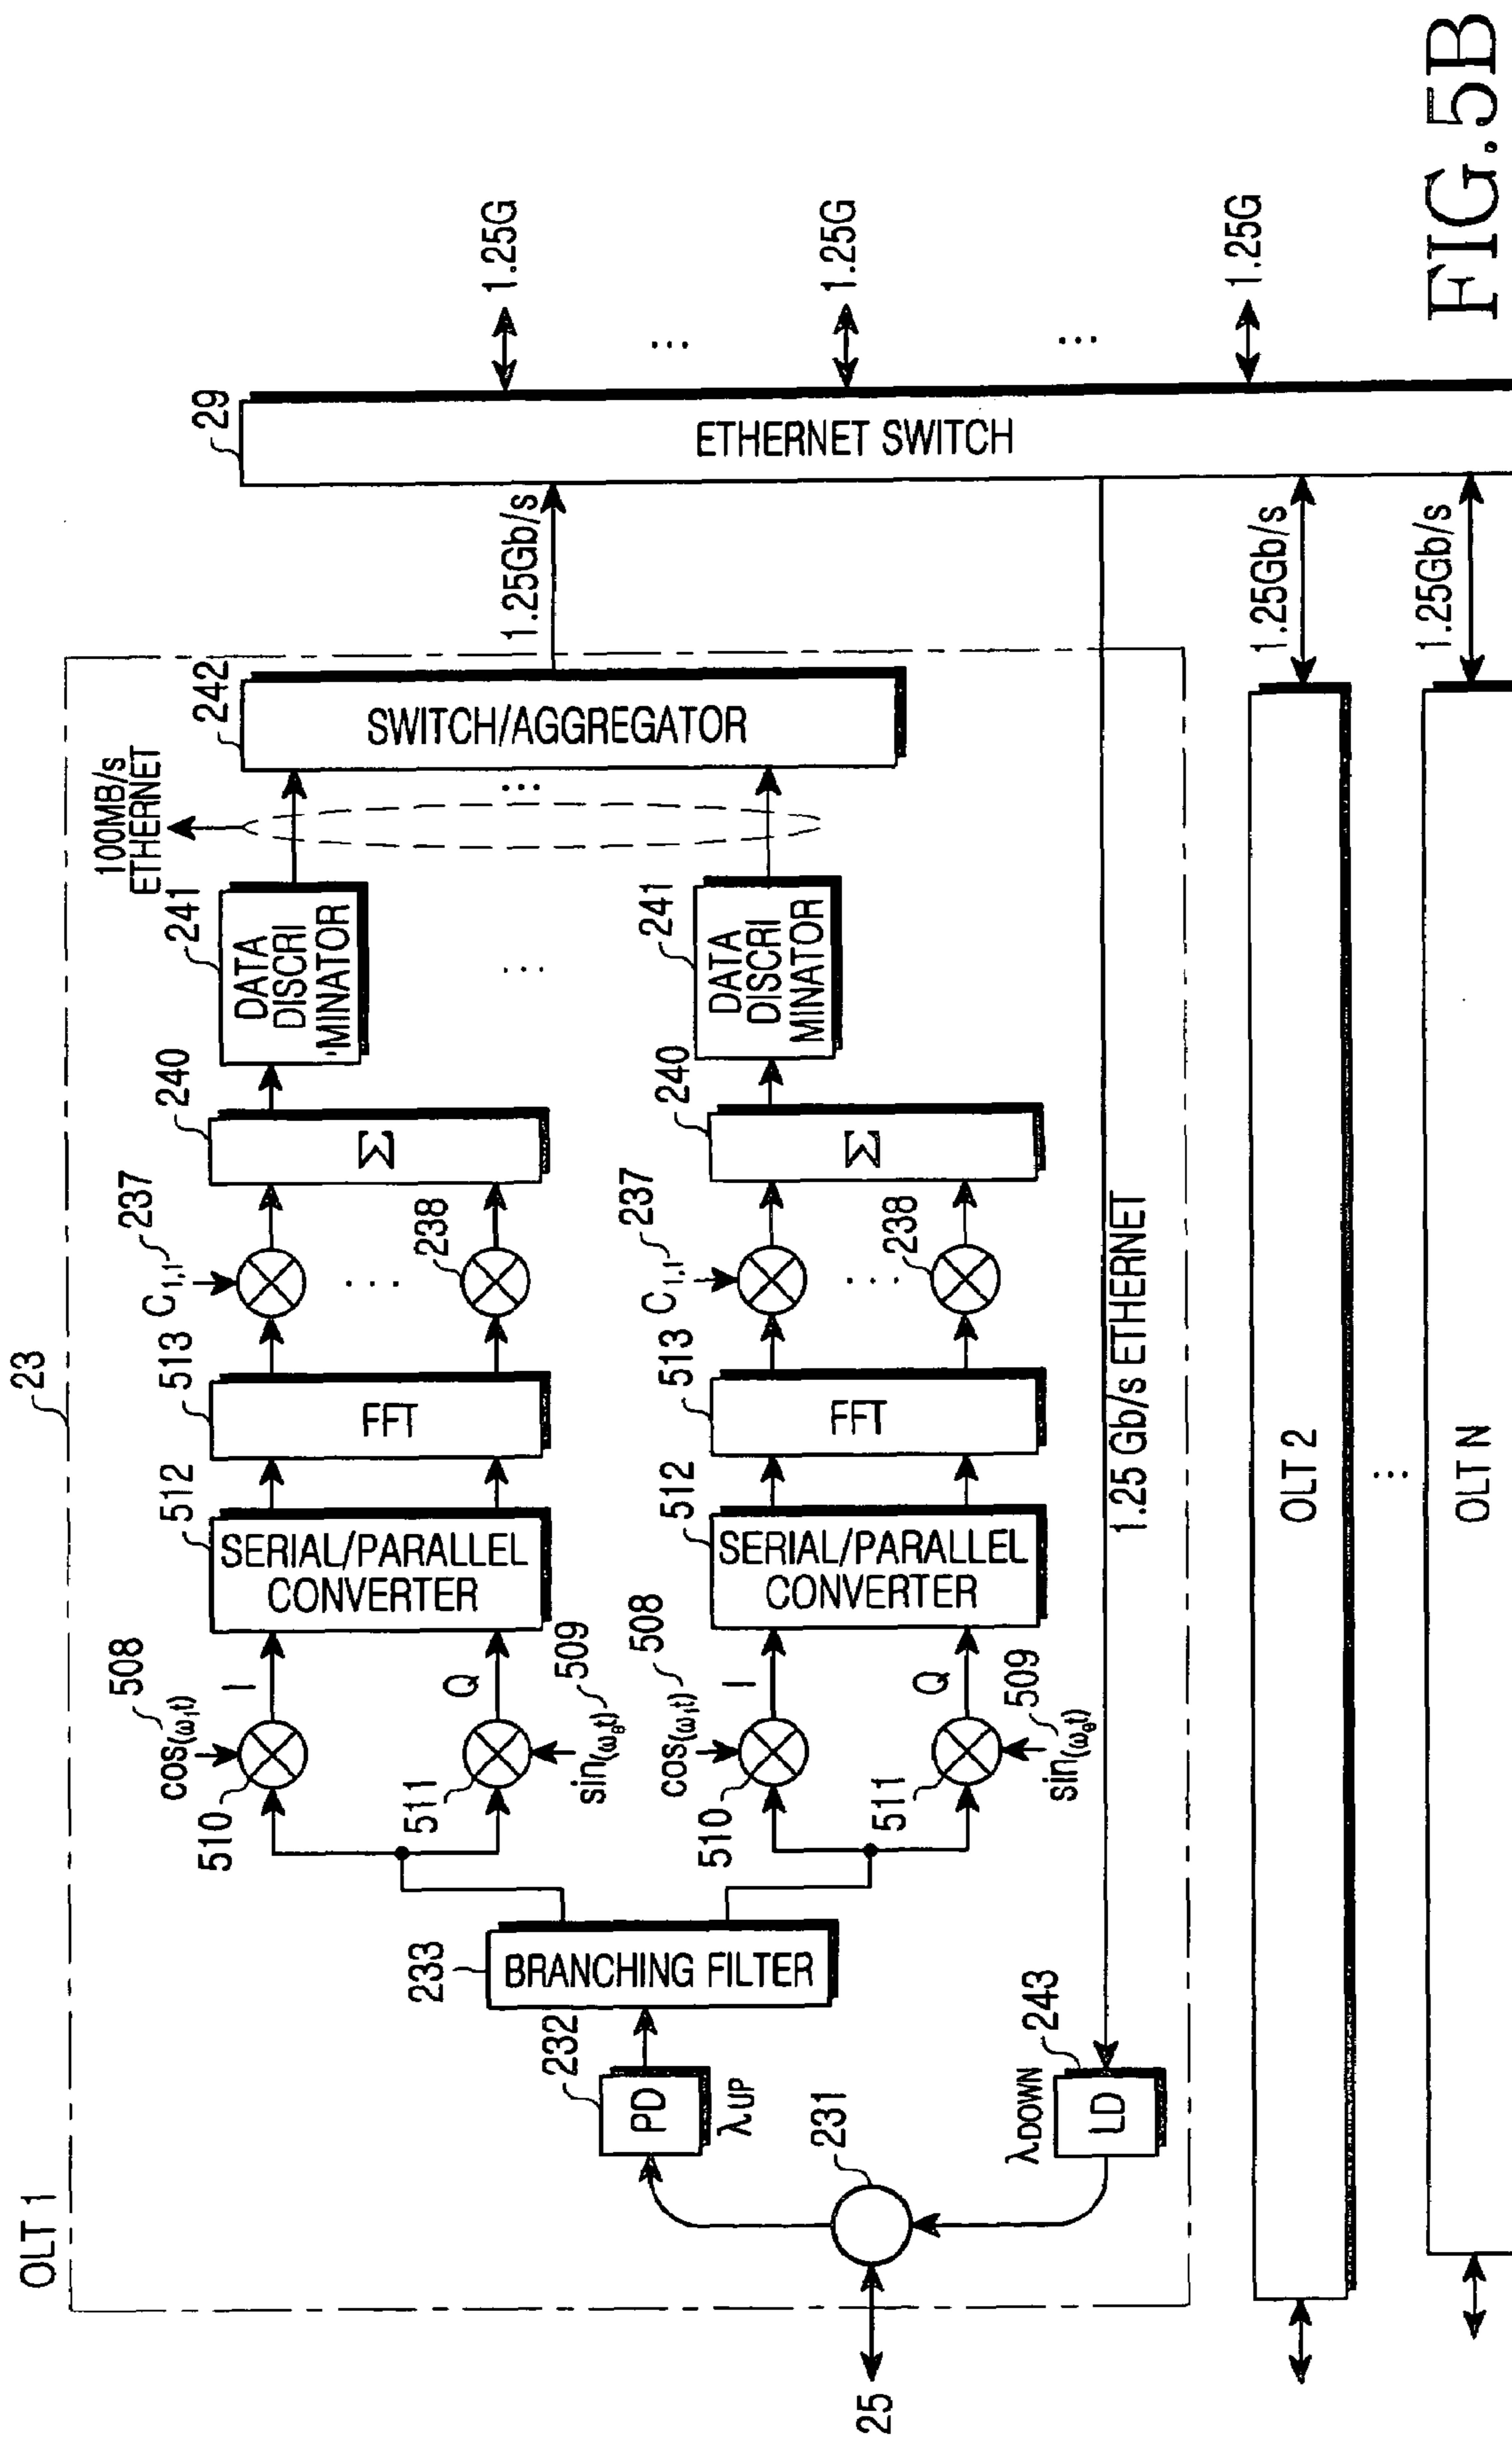 OLT 1
23
25
231
PD
232
λUP
λDOWN
LD
243
233
BRANCHING FILTER
510
cos(ω1t)
508
I
511
Q
sin(ωθt)
509
512
SERIAL/PARALLEL
CONVERTER
513
FFT
C1,1
237
...
238
240
Σ
241
DATA
DISCRI
MINATOR
100MB/s
ETHERNET
510
cos(ω1t)
508
I
511
Q
sin(ωθt)
509
512
SERIAL/PARALLEL
CONVERTER
513
FFT
C1,1
237
...
238
240
Σ
...
241
DATA
DISCRI
MINATOR
...
242
SWITCH/AGGREGATOR
1.25Gb/s
1.25 Gb/s ETHERNET
29
ETHERNET SWITCH
1.25G
...
1.25G
...
1.25G
OLT 2
1.25Gb/s
...
OLT N
1.25Gb/s
FIG.5B